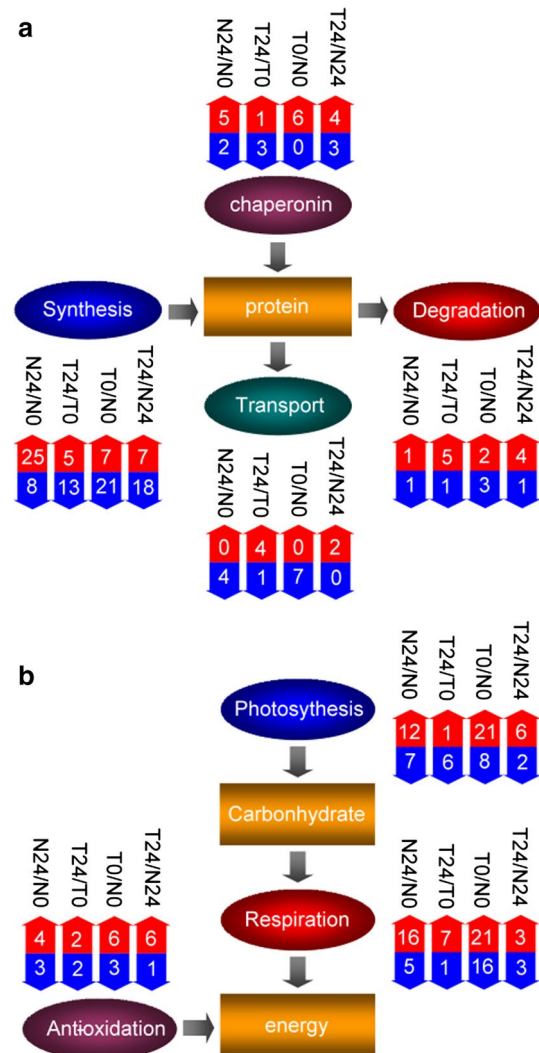 a
N24/N0 T24/T0 T0/N0 T24/N24
5 1 6 4
2 3 0 3
chaperonin
Synthesis protein Degradation
N24/N0 T24/T0 T0/N0 T24/N24
25 5 7 7
8 13 21 18
Transport
N24/N0 T24/T0 T0/N0 T24/N24
0 4 0 2
4 1 7 0
N24/N0 T24/T0 T0/N0 T24/N24
1 5 2 4
1 1 3 1
b
Photosythesis
N24/N0 T24/T0 T0/N0 T24/N24
12 1 21 6
7 6 8 2
Carbonhydrate
Respiration
N24/N0 T24/T0 T0/N0 T24/N24
16 7 21 3
5 1 16 3
N24/N0 T24/T0 T0/N0 T24/N24
4 2 6 6
3 2 3 1
Anti-oxidation energy